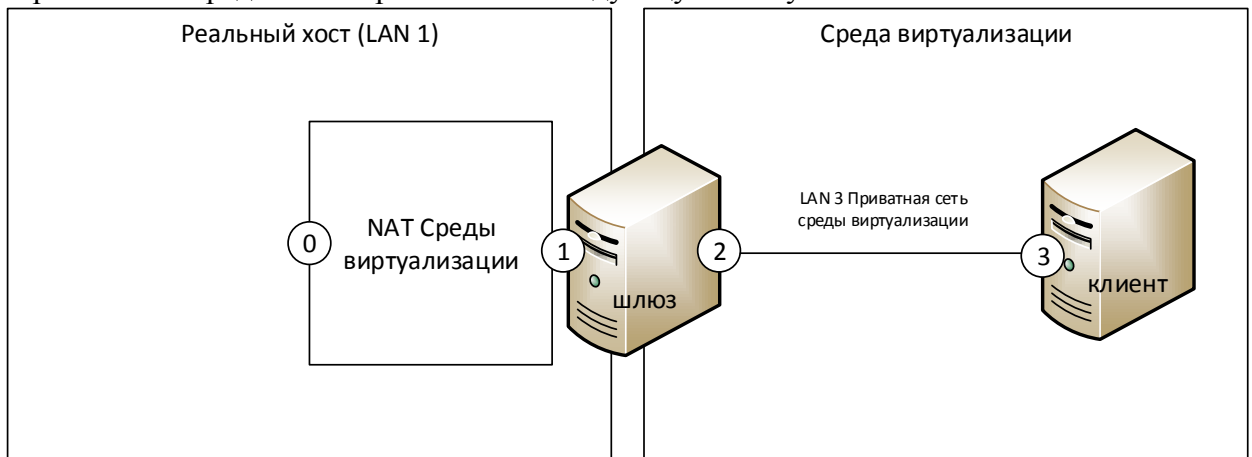 Реальный хост (LAN 1)
Среда виртуализации
NAT Среды
виртуализации
0
1
шлюз
2
LAN 3 Приватная сеть
среды виртуализации
3
клиент